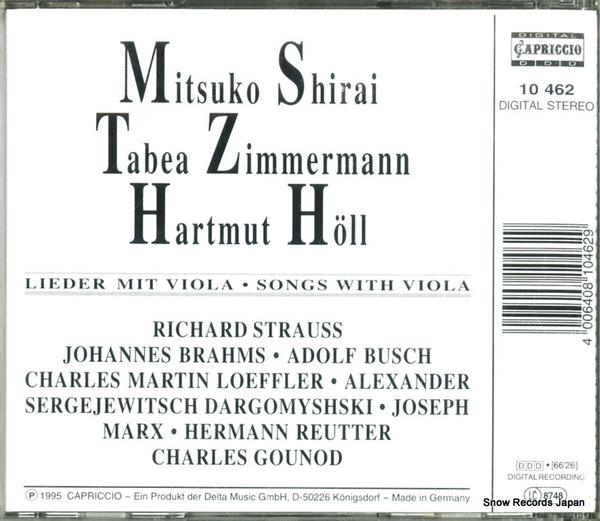 Mitsuko Shirai
Tabea Zimmermann
Hartmut Höll
LIEDER MIT VIOLA • SONGS WITH VIOLA
RICHARD STRAUSS
JOHANNES BRAHMS • ADOLF BUSCH
CHARLES MARTIN LOEFFLER • ALEXANDER
SERGEJEWITSCH DARGOMYSHSKI • JOSEPH
MARX • HERMANN REUTTER
CHARLES GOUNOD
Ⓟ 1995 CAPRICCIO – Ein Produkt der Delta Music GmbH, D-50226 Königsdorf – Made in Germany
DIGITAL
CAPRICCIO
D D D
10 462
DIGITAL STEREO
4 006408 104629
DDD • [66'26]
DIGITAL RECORDING
LC 8748
Snow Records Japan